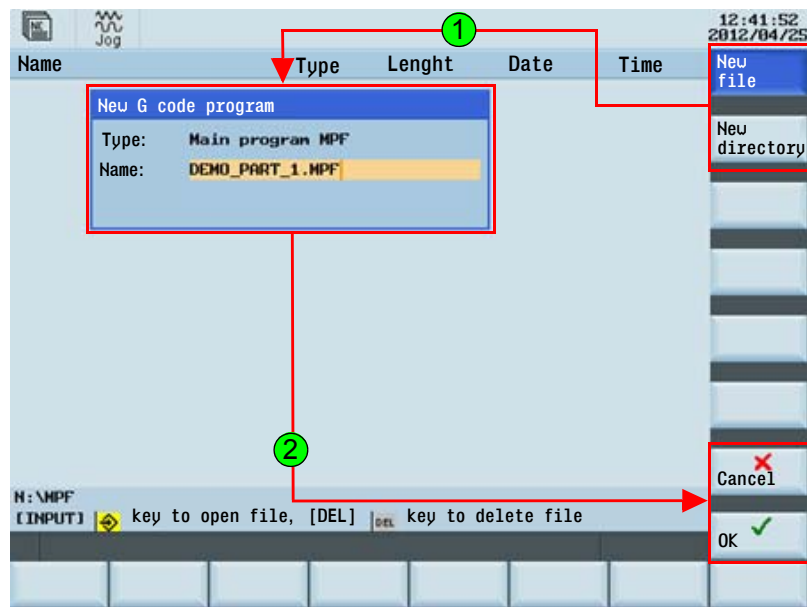 NC
Jog
1
12:41:52
2012/04/25
Name Type Lenght Date Time
New
file
New G code program
Type: Main program MPF
Name: DEMO_PART_1.MPF
New
directory
2
Cancel
N:\MPF
[INPUT] key to open file, [DEL] DEL key to delete file
OK